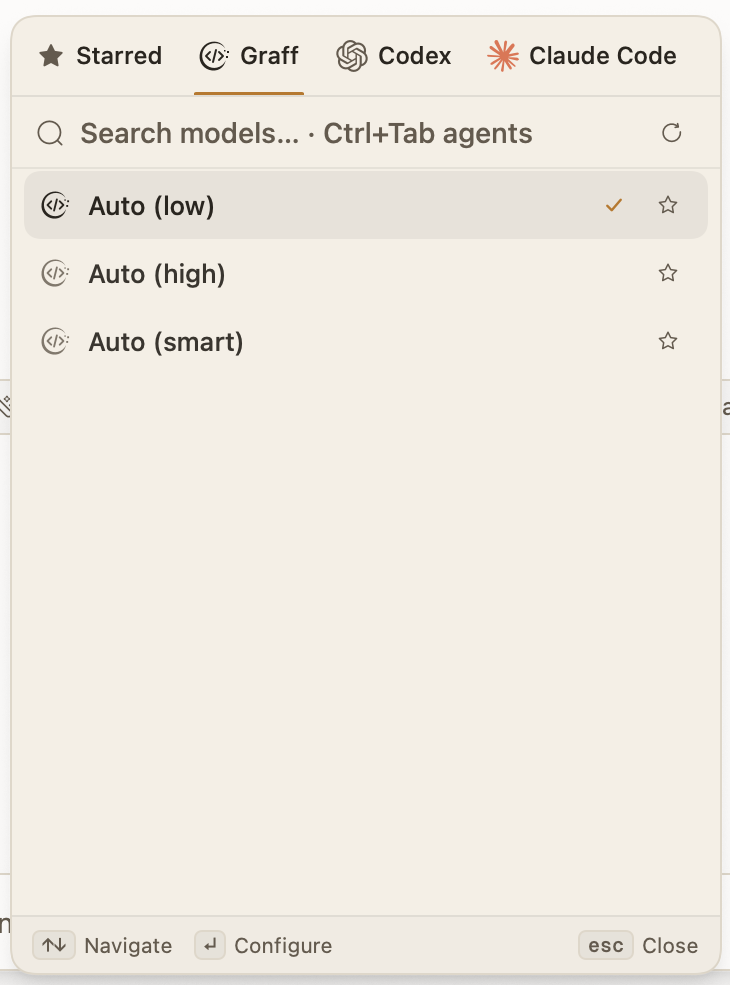 Starred Graff Codex Claude Code
Search models... · Ctrl+Tab agents
Auto (low)
Auto (high)
Auto (smart)
Navigate Configure esc Close